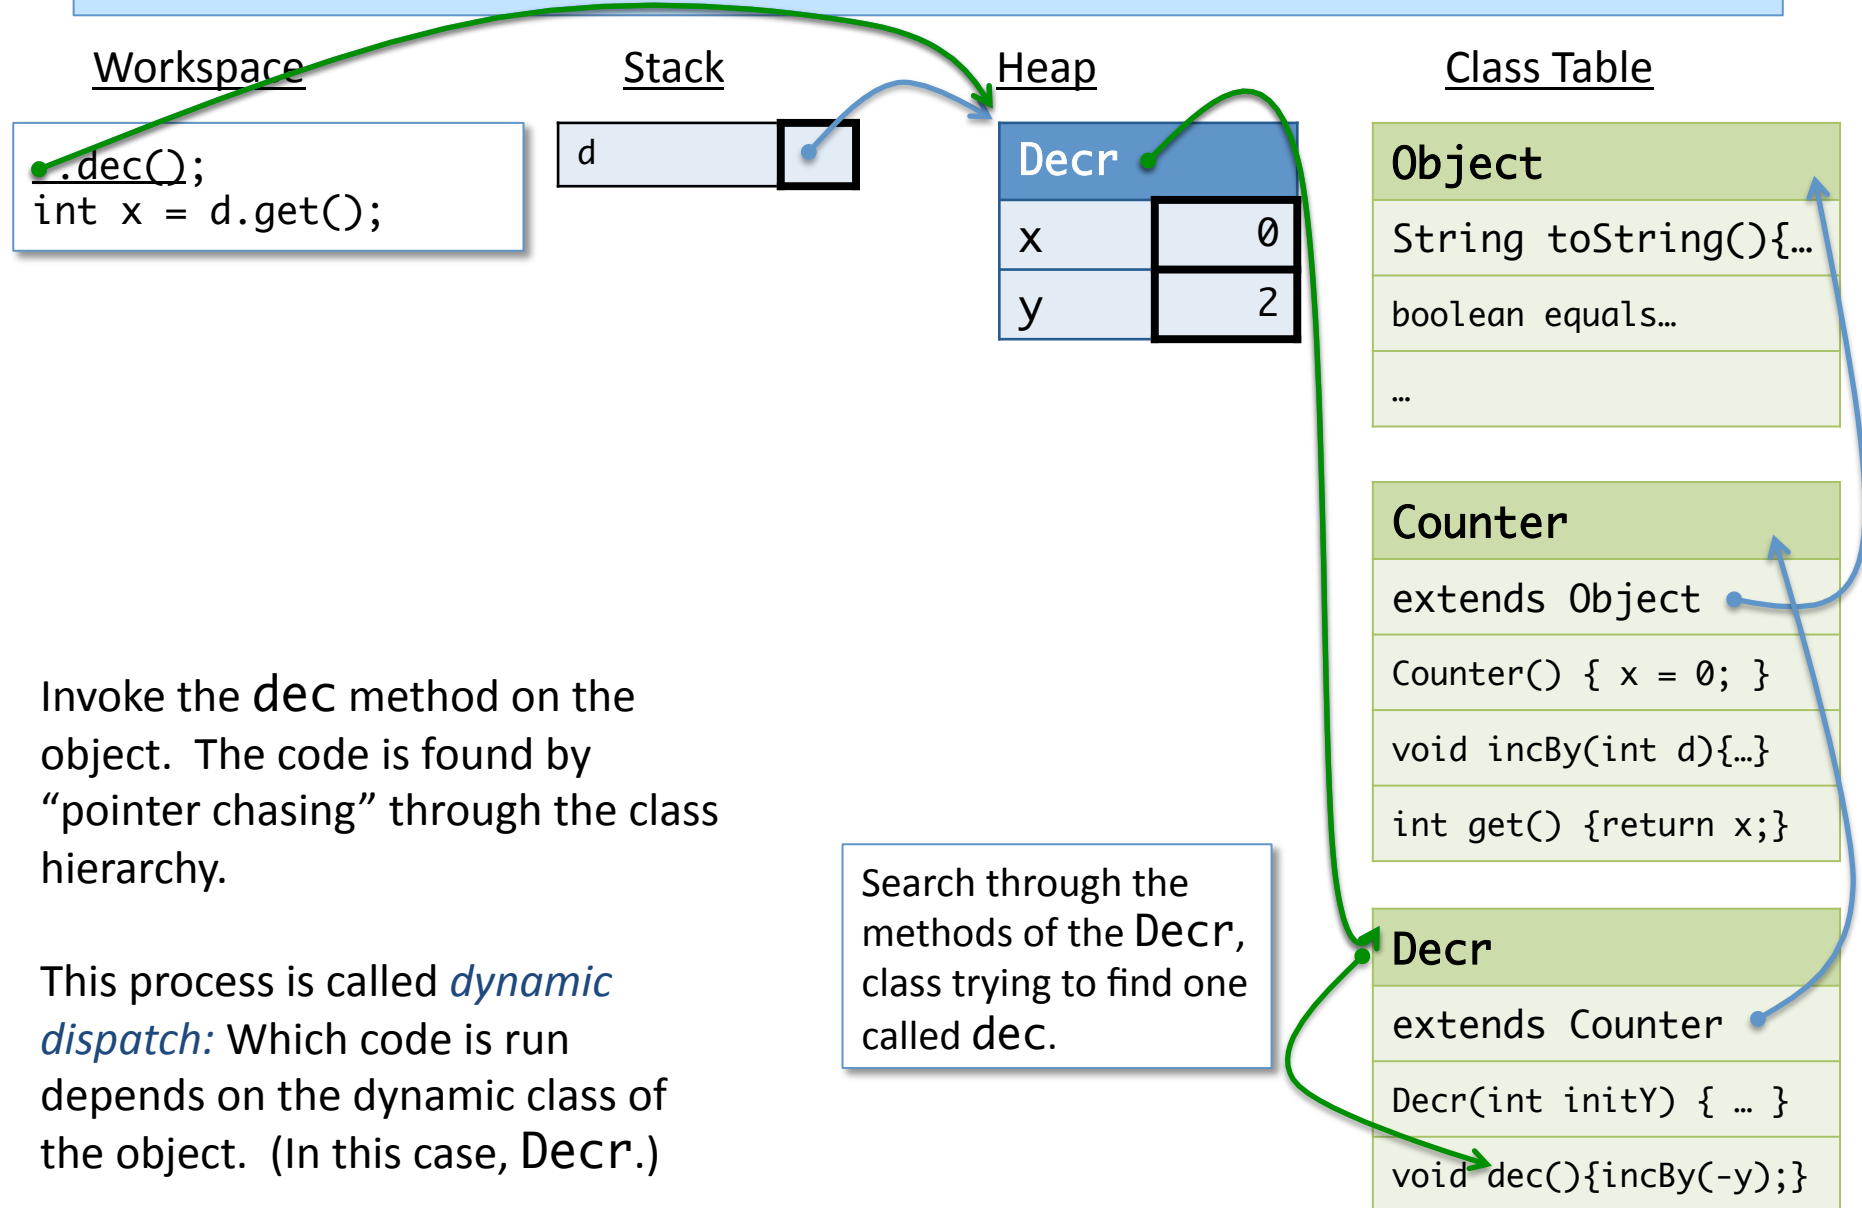 Workspace
Stack
Heap
Class Table
.dec();
int x = d.get();
d
Decr
x 0
y 2
Object
String toString(){…
boolean equals…
…
Counter
extends Object
Counter() { x = 0; }
void incBy(int d){…}
int get() {return x;}
Decr
extends Counter
Decr(int initY) { … }
void dec(){incBy(-y);}
Invoke the dec method on the
object.  The code is found by
“pointer chasing” through the class
hierarchy.
This process is called dynamic
dispatch: Which code is run
depends on the dynamic class of
the object.  (In this case, Decr.)
Search through the
methods of the Decr,
class trying to find one
called dec.